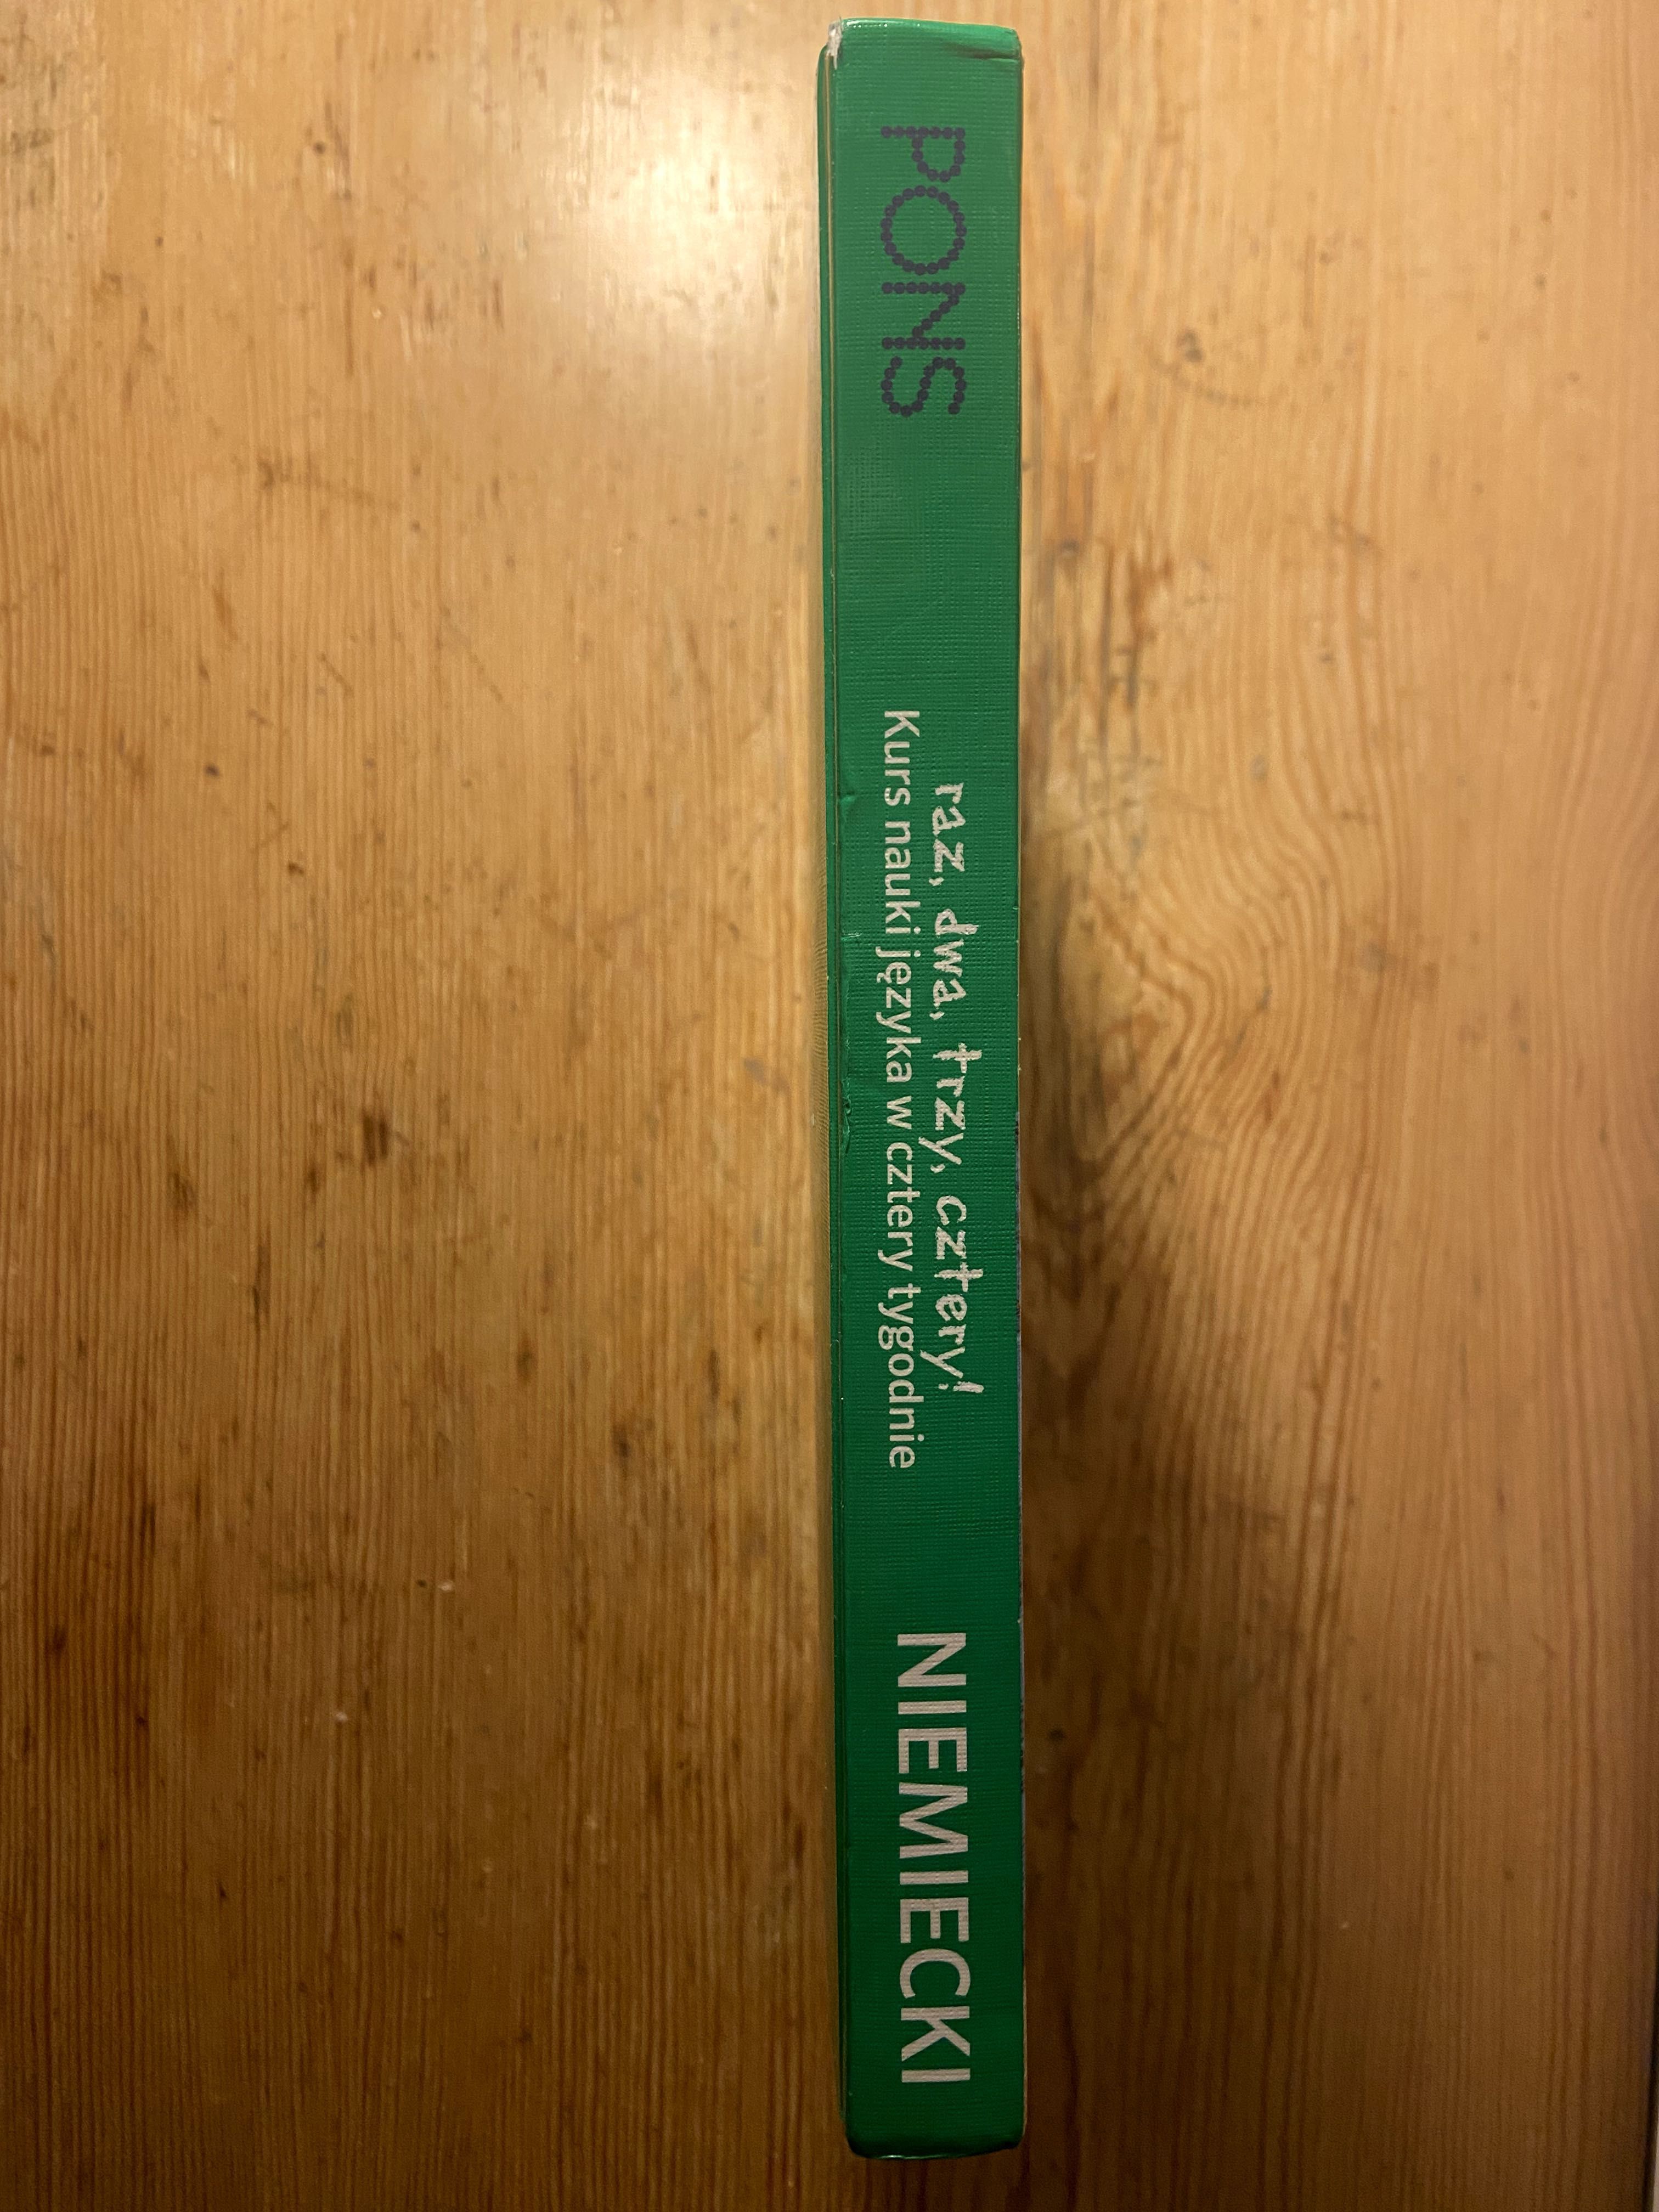 PONS
raz, dwa, trzy, cztery!
Kurs nauki języka w cztery tygodnie
NIEMIECKI